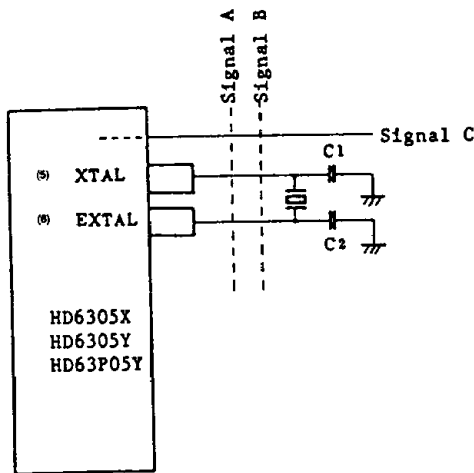 Signal A
Signal B
Signal C
C1
(5) XTAL
(6) EXTAL
C2
HD6305X
HD6305Y
HD63P05Y